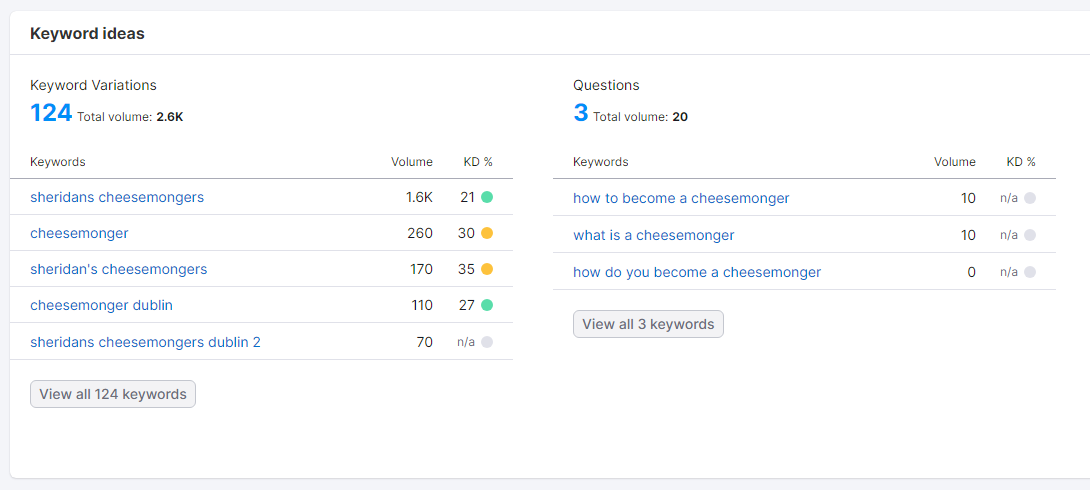 Keyword ideas
Keyword Variations
124 Total volume: 2.6K
Keywords Volume KD %
sheridans cheesemongers 1.6K 21
cheesemonger 260 30
sheridan's cheesemongers 170 35
cheesemonger dublin 110 27
sheridans cheesemongers dublin 2 70 n/a
View all 124 keywords
Questions
3 Total volume: 20
Keywords Volume KD %
how to become a cheesemonger 10 n/a
what is a cheesemonger 10 n/a
how do you become a cheesemonger 0 n/a
View all 3 keywords